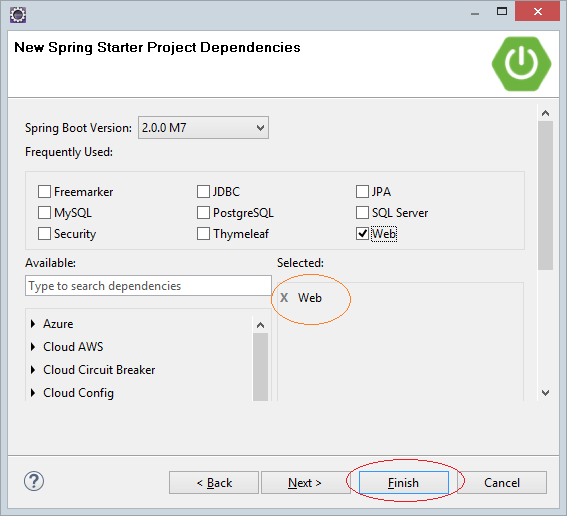 New Spring Starter Project Dependencies
Spring Boot Version: 2.0.0 M7
Frequently Used:
Freemarker JDBC JPA
MySQL PostgreSQL SQL Server
Security Thymeleaf Web
Available: Selected:
Type to search dependencies
X Web
Azure
Cloud AWS
Cloud Circuit Breaker
Cloud Config
? < Back Next > Finish Cancel